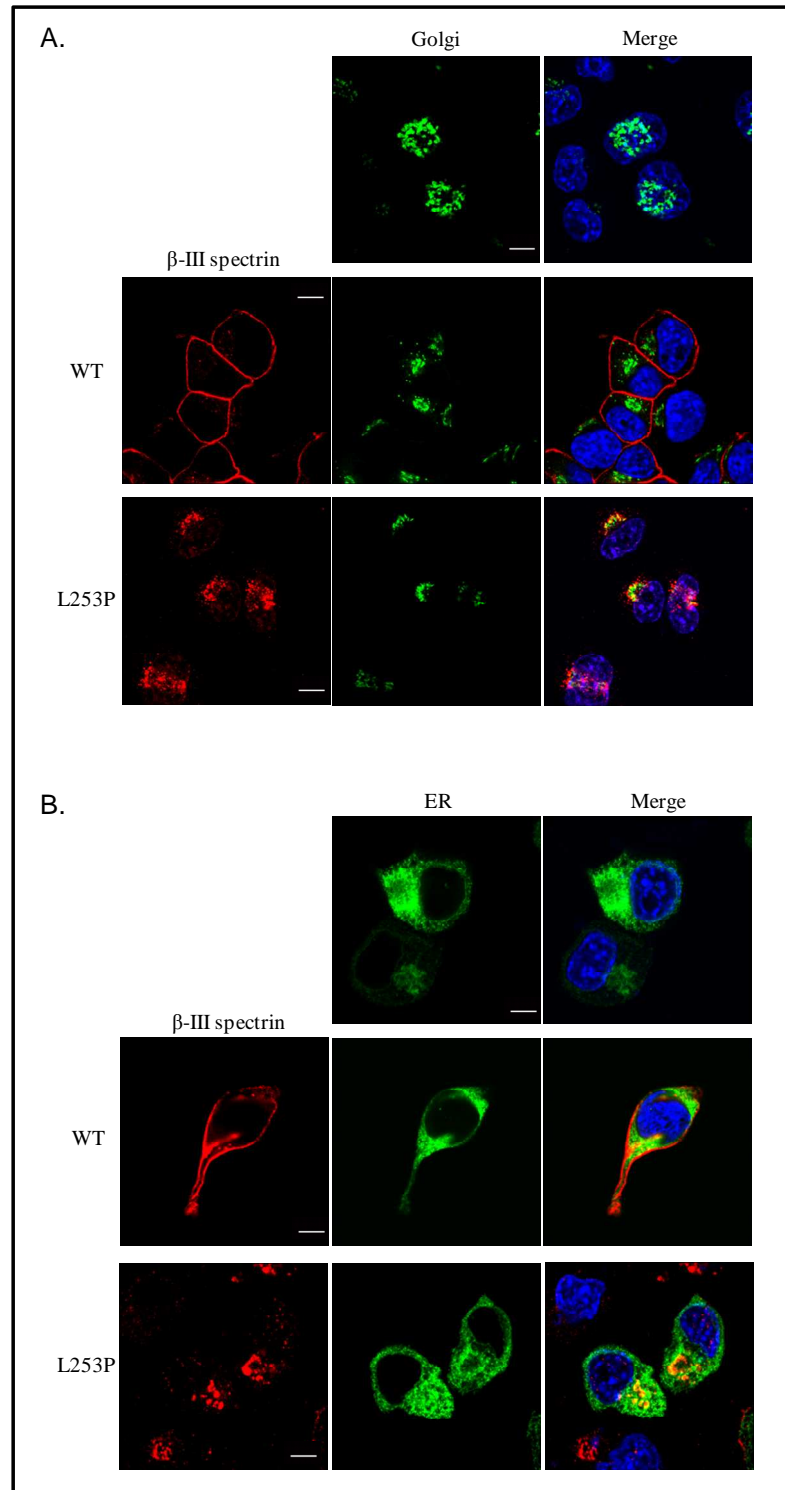 A.
Golgi Merge
β-III spectrin
WT
L253P
B.
ER Merge
β-III spectrin
WT
L253P